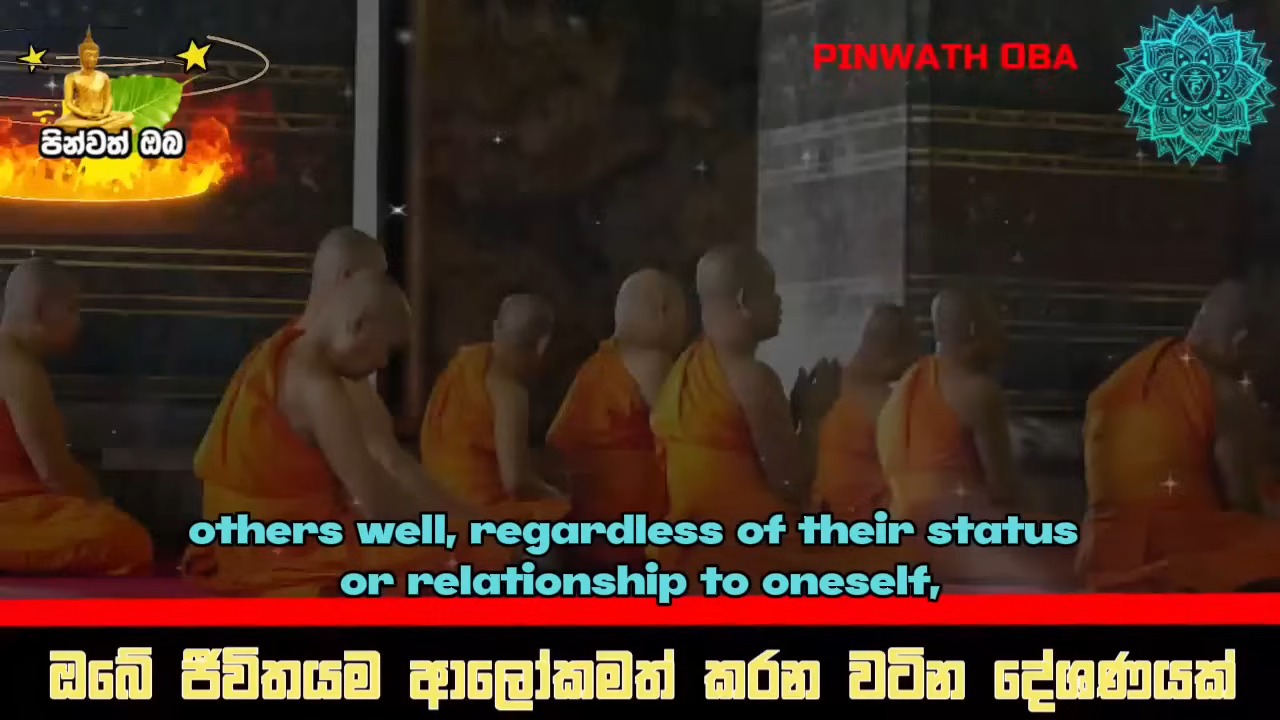 PINWATH OBA
පින්වත් ඔබ
others well, regardless of their status
or relationship to oneself,
ඔබේ ජීවිතයම ආලෝකමත් කරන වටින දේශණයක්